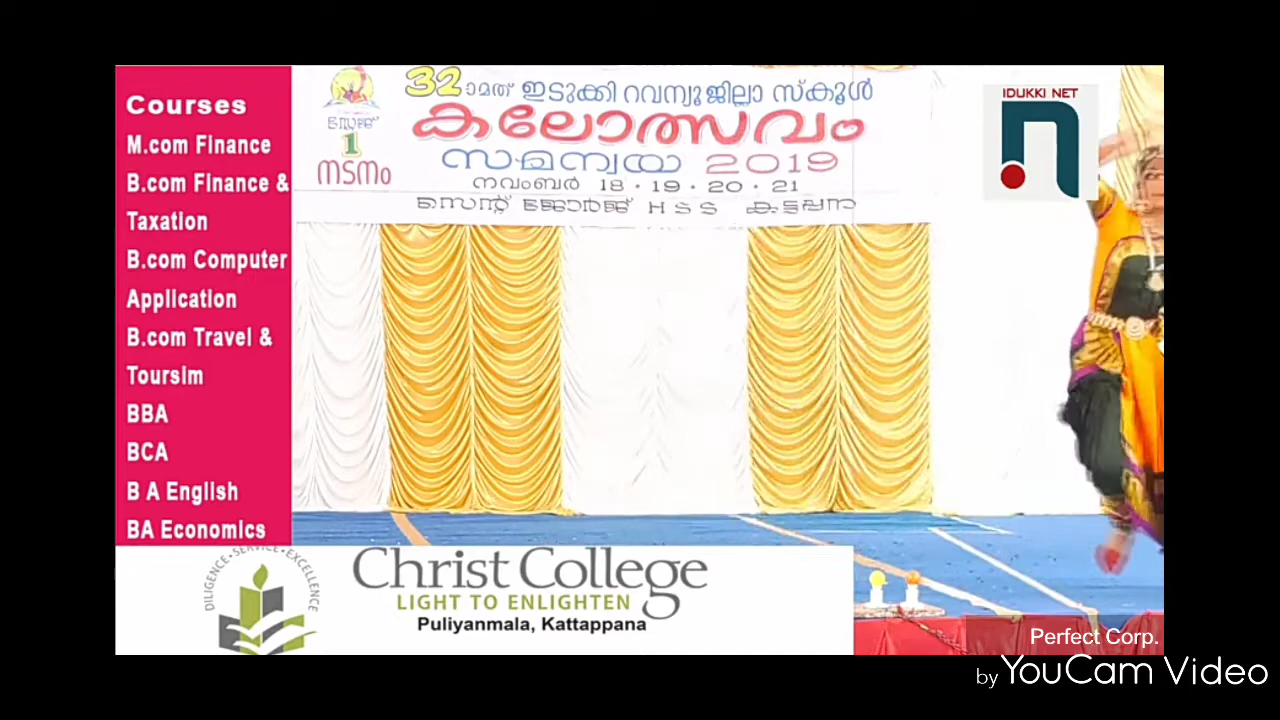 Courses
M.com Finance
B.com Finance &
Taxation
B.com Computer
Application
B.com Travel &
Toursim
BBA
BCA
B A English
BA Economics
32ാമത് ഇടുക്കി റവന്യൂ ജില്ലാ സ്കൂൾ
കലോത്സവം
സമന്വയ 2019
നവംബർ 18 · 19 · 20 · 21
സെന്റ് ജോർജ്ജ് H S S കട്ടപ്പന
സ്റ്റേജ്
1
നടനം
IDUKKI NET
n
DILIGENCE • SERVICE • EXCELLENCE
Christ College
LIGHT TO ENLIGHTEN
Puliyanmala, Kattappana
Perfect Corp.
by YouCam Video